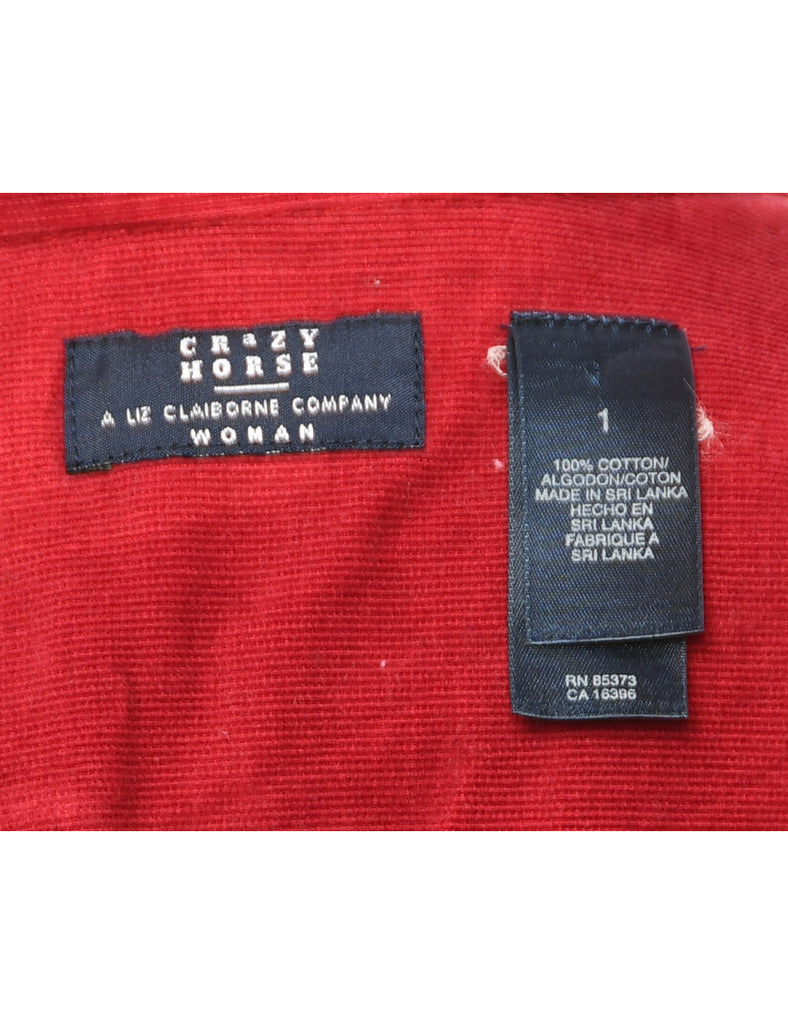 CRaZY
HORSE
A LIZ CLAIBORNE COMPANY
WOMAN
1
100% COTTON/
ALGODON/COTON
MADE IN SRI LANKA
HECHO EN
SRI LANKA
FABRIQUE A
SRI LANKA
RN 85373
CA 16396